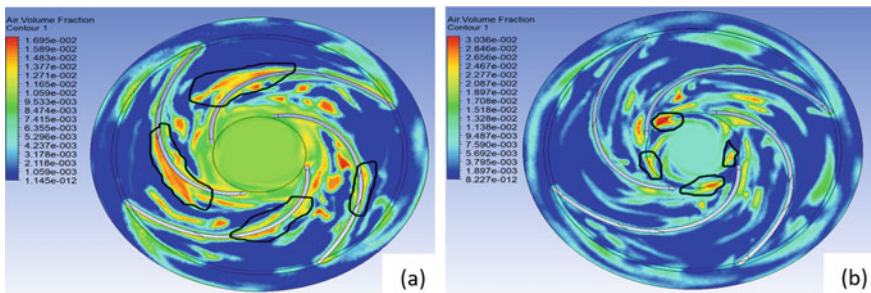 Air Volume Fraction
Contour 1
1.695e-002
1.589e-002
1.483e-002
1.377e-002
1.271e-002
1.165e-002
1.059e-002
9.533e-003
8.474e-003
7.415e-003
6.355e-003
5.296e-003
4.237e-003
3.178e-003
2.118e-003
1.059e-003
1.145e-012
(a)
Air Volume Fraction
Contour 1
3.036e-002
2.846e-002
2.656e-002
2.467e-002
2.277e-002
2.087e-002
1.897e-002
1.708e-002
1.518e-002
1.328e-002
1.138e-002
9.487e-003
7.590e-003
5.692e-003
3.795e-003
1.897e-003
8.227e-012
(b)